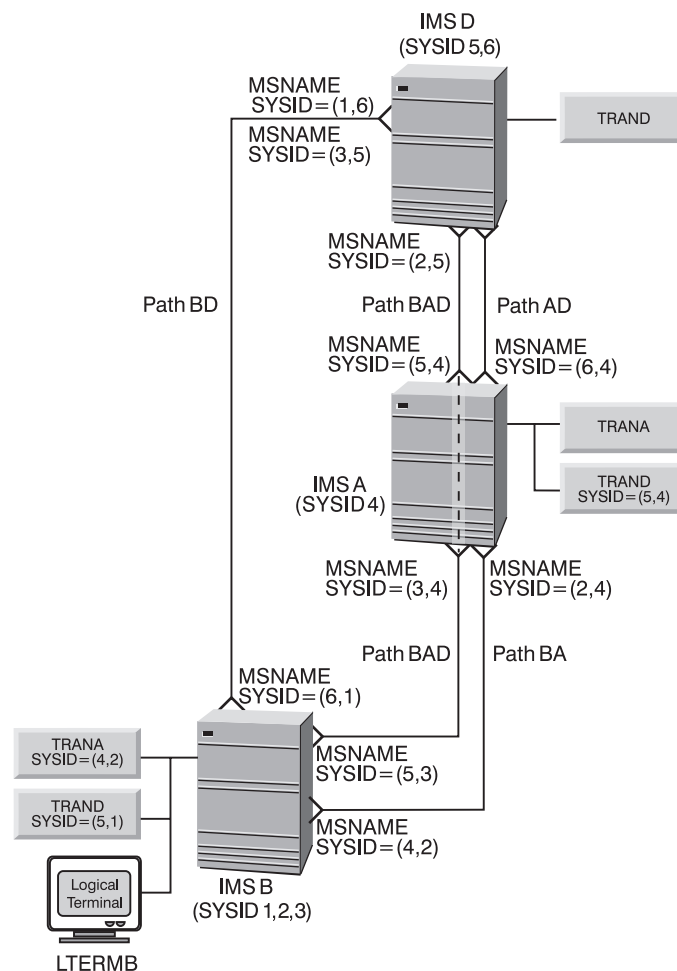 IMS D
(SYSID 5,6)
MSNAME
SYSID=(1,6)
MSNAME
SYSID=(3,5)
TRAND
MSNAME
SYSID=(2,5)
Path BD
Path BAD
Path AD
MSNAME
SYSID=(5,4)
MSNAME
SYSID=(6,4)
TRANA
IMS A
(SYSID 4)
TRAND
SYSID=(5,4)
MSNAME
SYSID=(3,4)
MSNAME
SYSID=(2,4)
Path BAD
Path BA
MSNAME
SYSID=(6,1)
TRANA
SYSID=(4,2)
MSNAME
SYSID=(5,3)
TRAND
SYSID=(5,1)
MSNAME
SYSID=(4,2)
Logical
Terminal
IMS B
(SYSID 1,2,3)
LTERMB